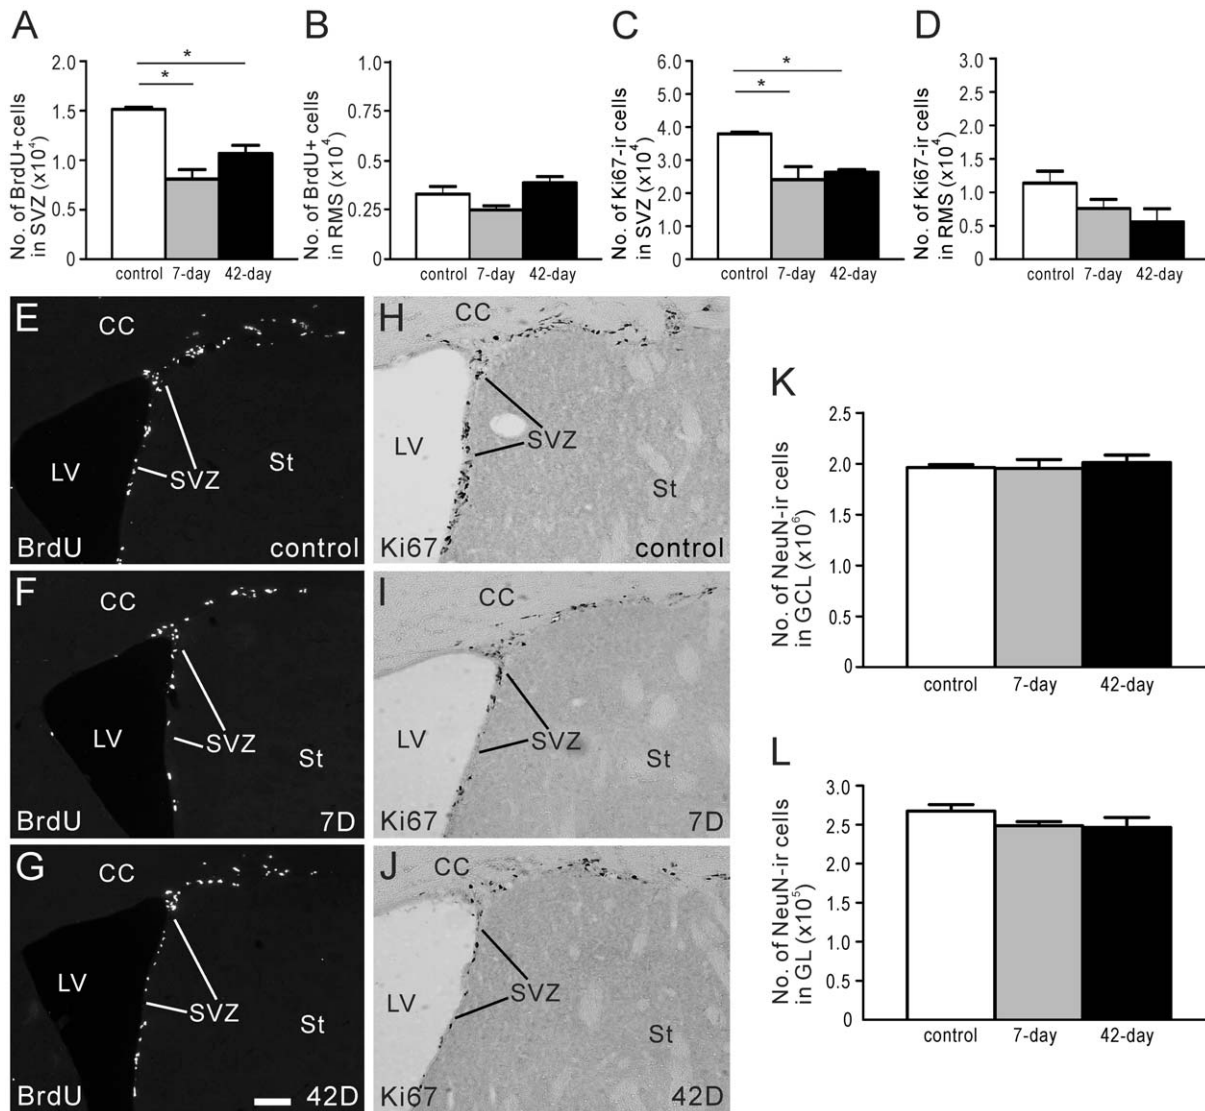 A
2.0
1.5
1.0
0.5
0
No. of BrdU+ cells
in SVZ (x10⁴)
*
*
control 7-day 42-day
B
1.0
0.75
0.5
0.25
0
No. of BrdU+ cells
in RMS (x10⁴)
control 7-day 42-day
C
6.0
5.0
4.0
3.0
2.0
1.0
0
No. of Ki67-ir cells
in SVZ (x10⁴)
*
*
control 7-day 42-day
D
3.0
2.5
2.0
1.5
1.0
0.5
0
No. of Ki67-ir cells
in RMS (x10⁴)
control 7-day 42-day
E
CC
LV
SVZ
St
BrdU
control
H
CC
LV
SVZ
St
Ki67
control
F
CC
LV
SVZ
St
BrdU
7D
I
CC
LV
SVZ
St
Ki67
7D
G
CC
LV
SVZ
St
BrdU
42D
J
CC
LV
SVZ
St
Ki67
42D
K
2.5
2.0
1.5
1.0
0.5
0
No. of NeuN-ir cells
in GCL (x10⁶)
control 7-day 42-day
L
3.0
2.5
2.0
1.5
1.0
0.5
0
No. of NeuN-ir cells
in GL (x10⁵)
control 7-day 42-day